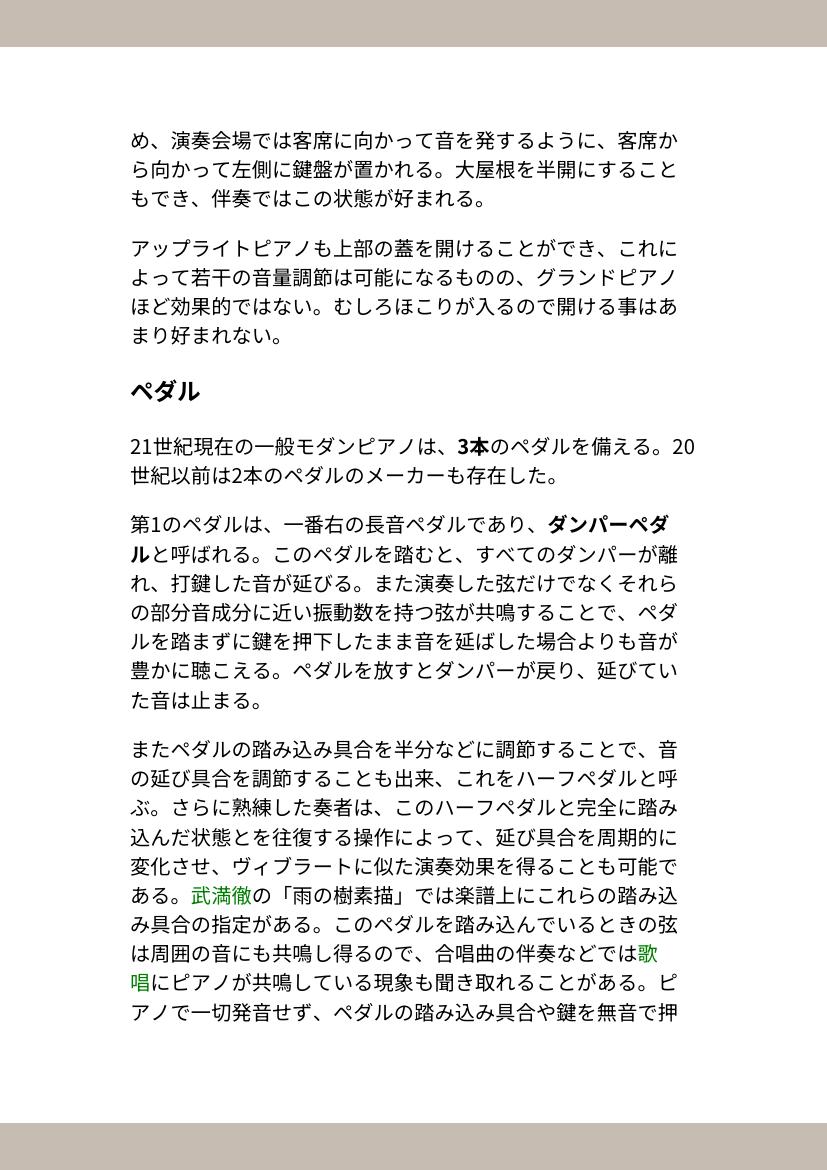 め、演奏会場では客席に向かって音を発するように、客席か
ら向かって左側に鍵盤が置かれる。大屋根を半開にすること
もでき、伴奏ではこの状態が好まれる。
アップライトピアノも上部の蓋を開けることができ、これに
よって若干の音量調節は可能になるものの、グランドピアノ
ほど効果的ではない。むしろほこりが入るので開ける事はあ
まり好まれない。
ペダル
21世紀現在の一般モダンピアノは、3本のペダルを備える。20
世紀以前は2本のペダルのメーカーも存在した。
第1のペダルは、一番右の長音ペダルであり、ダンパーペダ
ルと呼ばれる。このペダルを踏むと、すべてのダンパーが離
れ、打鍵した音が延びる。また演奏した弦だけでなくそれら
の部分音成分に近い振動数を持つ弦が共鳴することで、ペダ
ルを踏まずに鍵を押下したまま音を延ばした場合よりも音が
豊かに聴こえる。ペダルを放すとダンパーが戻り、延びてい
た音は止まる。
またペダルの踏み込み具合を半分などに調節することで、音
の延び具合を調節することも出来、これをハーフペダルと呼
ぶ。さらに熟練した奏者は、このハーフペダルと完全に踏み
込んだ状態とを往復する操作によって、延び具合を周期的に
変化させ、ヴィブラートに似た演奏効果を得ることも可能で
ある。武満徹の「雨の樹素描」では楽譜上にこれらの踏み込
み具合の指定がある。このペダルを踏み込んでいるときの弦
は周囲の音にも共鳴し得るので、合唱曲の伴奏などでは歌
唱にピアノが共鳴している現象も聞き取れることがある。ピ
アノで一切発音せず、ペダルの踏み込み具合や鍵を無音で押